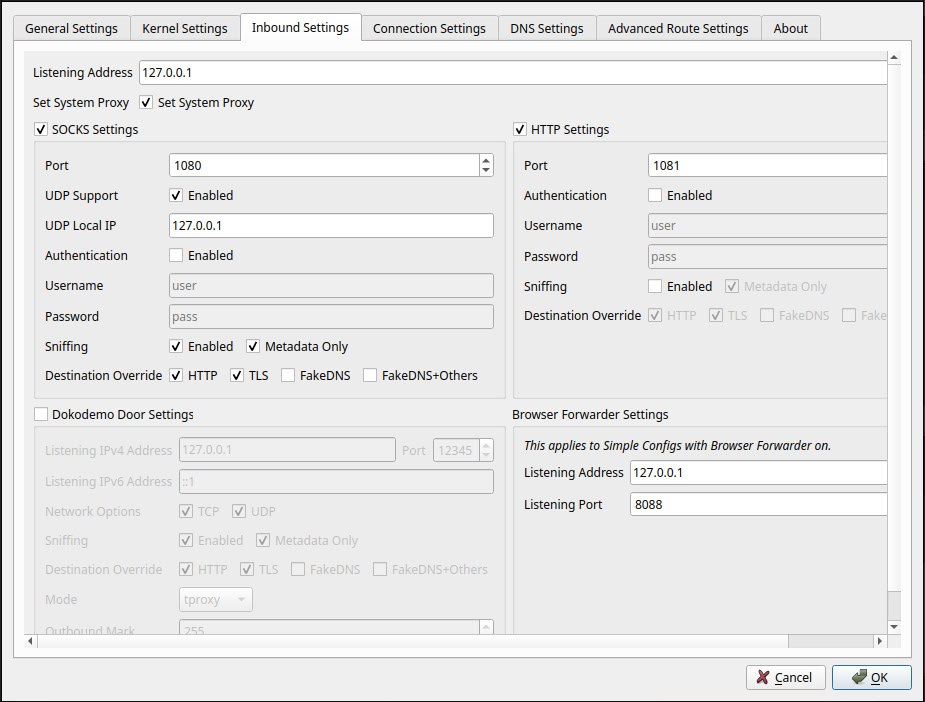 General Settings Kernel Settings Inbound Settings Connection Settings DNS Settings Advanced Route Settings About
Listening Address 127.0.0.1
Set System Proxy Set System Proxy
SOCKS Settings
Port 1080
UDP Support Enabled
UDP Local IP 127.0.0.1
Authentication Enabled
Username user
Password pass
Sniffing Enabled Metadata Only
Destination Override HTTP TLS FakeDNS FakeDNS+Others
HTTP Settings
Port 1081
Authentication Enabled
Username user
Password pass
Sniffing Enabled Metadata Only
Destination Override HTTP TLS FakeDNS Fake
Dokodemo Door Settings
Listening IPv4 Address 127.0.0.1 Port 12345
Listening IPv6 Address ::1
Network Options TCP UDP
Sniffing Enabled Metadata Only
Destination Override HTTP TLS FakeDNS FakeDNS+Others
Mode tproxy
Outbound Mark 255
Browser Forwarder Settings
This applies to Simple Configs with Browser Forwarder on.
Listening Address 127.0.0.1
Listening Port 8088
Cancel OK